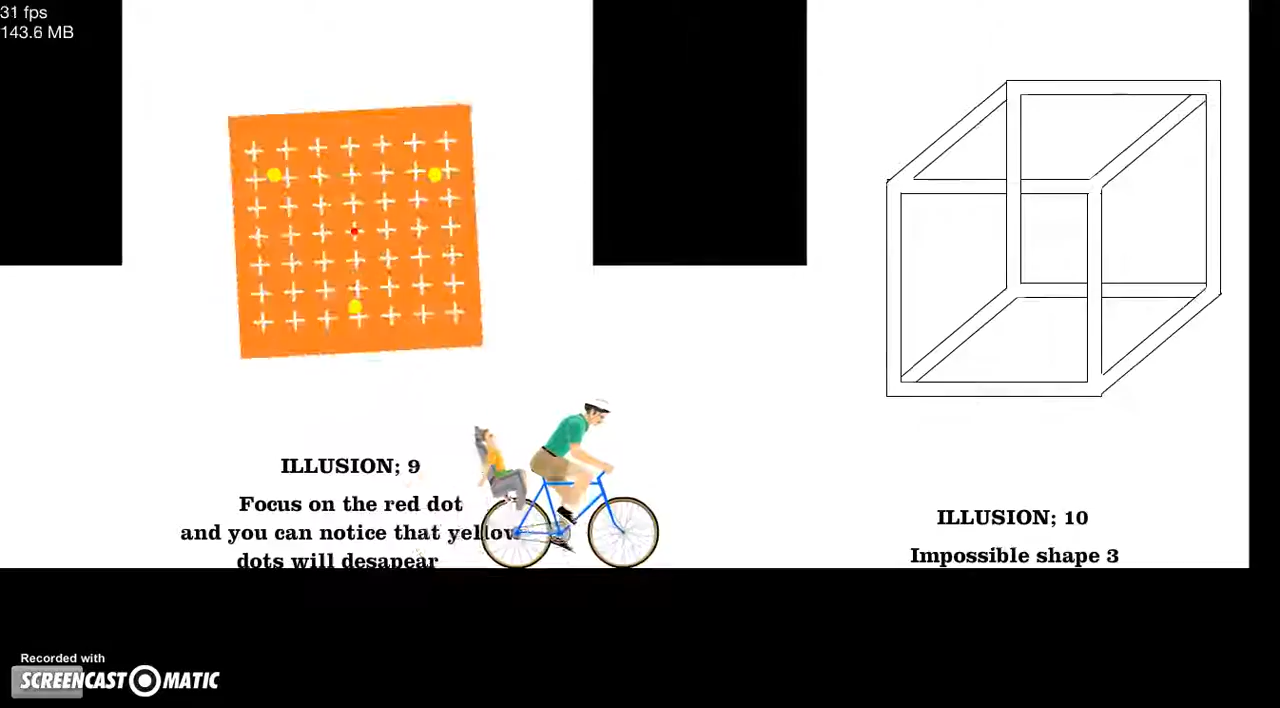 31 fps
143.6 MB
ILLUSION; 9
Focus on the red dot
and you can notice that yellow
dots will desapear
ILLUSION; 10
Impossible shape 3
Recorded with
SCREENCAST MATIC